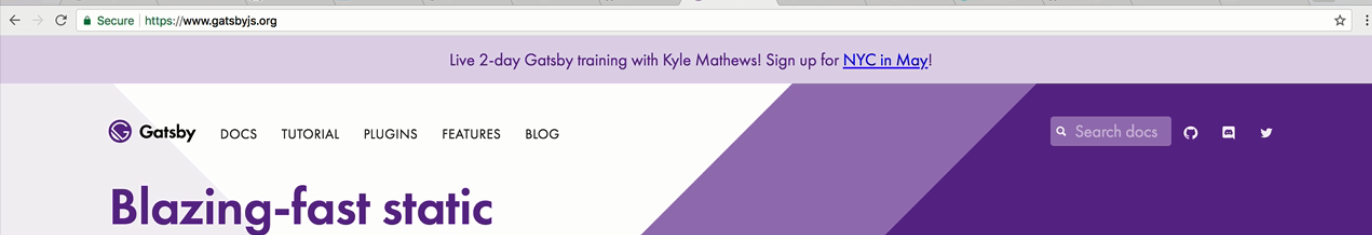 Secure https://www.gatsbyjs.org
Live 2-day Gatsby training with Kyle Mathews! Sign up for NYC in May!
Gatsby DOCS TUTORIAL PLUGINS FEATURES BLOG Search docs
Blazing-fast static